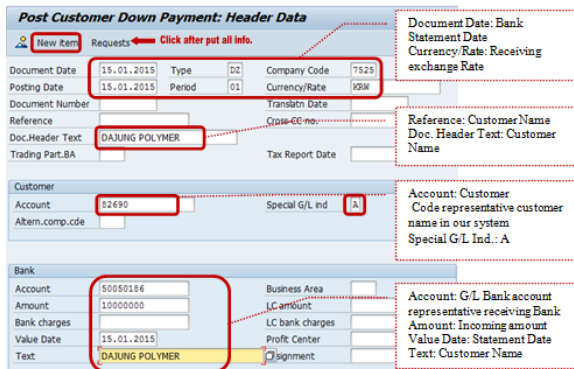 Post Customer Down Payment: Header Data
New item Requests Click after put all info.
Document Date 15.01.2015 Type DZ Company Code 7525
Posting Date 15.01.2015 Period 01 Currency/Rate KRW
Document Number Translatn Date
Reference Cross-CC no.
Doc.Header Text DAJUNG POLYMER
Trading Part.BA Tax Report Date
Customer
Account 82690 Special G/L ind A
Altern.comp.cde
Bank
Account 50050186 Business Area
Amount 10000000 LC amount
Bank charges LC bank charges
Value Date 15.01.2015 Profit Center
Text DAJUNG POLYMER signment
Document Date: Bank
Statement Date
Currency/Rate: Receiving
exchange Rate
Reference: Customer Name
Doc. Header Text: Customer
Name
Account: Customer
Code representative customer
name in our system
Special G/L Ind.: A
Account: G/L Bank account
representative receiving Bank
Amount: Incoming amount
Value Date: Statement Date
Text: Customer Name